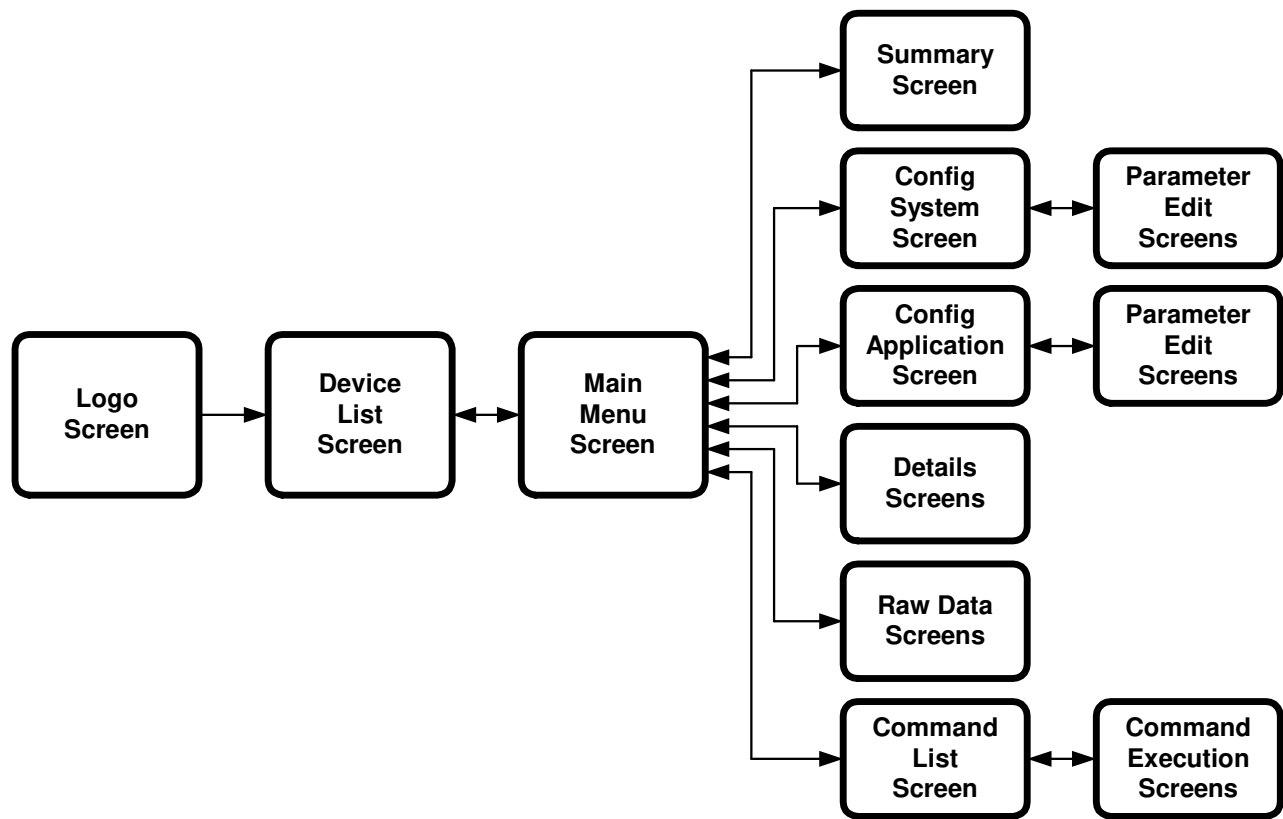 Summary
Screen
Config
System
Screen
Parameter
Edit
Screens
Config
Application
Screen
Parameter
Edit
Screens
Logo
Screen
Device
List
Screen
Main
Menu
Screen
Details
Screens
Raw Data
Screens
Command
List
Screen
Command
Execution
Screens